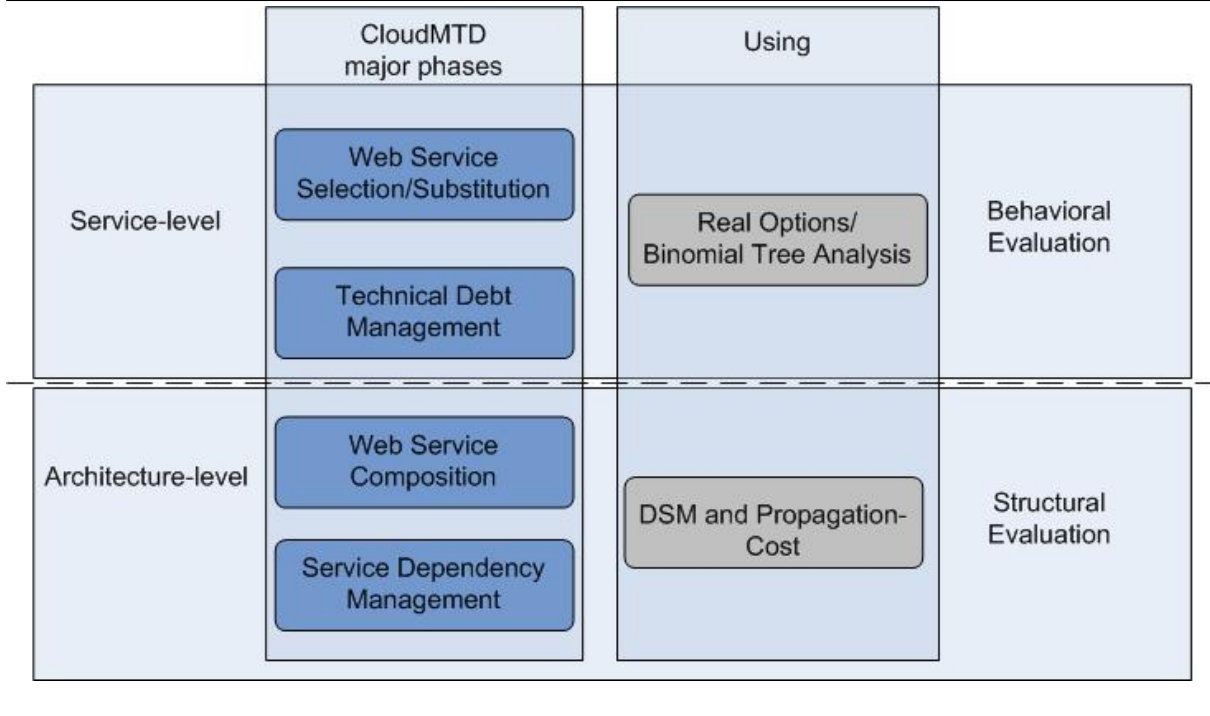 CloudMTD
major phases
Using
Service-level
Web Service
Selection/Substitution
Technical Debt
Management
Real Options/
Binomial Tree Analysis
Behavioral
Evaluation
Architecture-level
Web Service
Composition
Service Dependency
Management
DSM and Propagation-
Cost
Structural
Evaluation